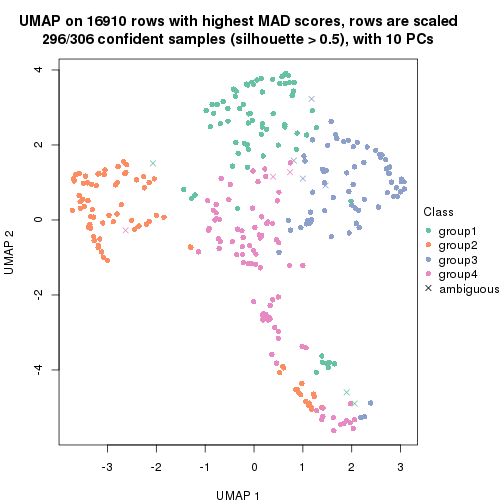 UMAP on 16910 rows with highest MAD scores, rows are scaled
296/306 confident samples (silhouette > 0.5), with 10 PCs
4
2
0
-2
-4
UMAP 2
-3
-2
-1
0
1
2
3
UMAP 1
Class
group1
group2
group3
group4
ambiguous